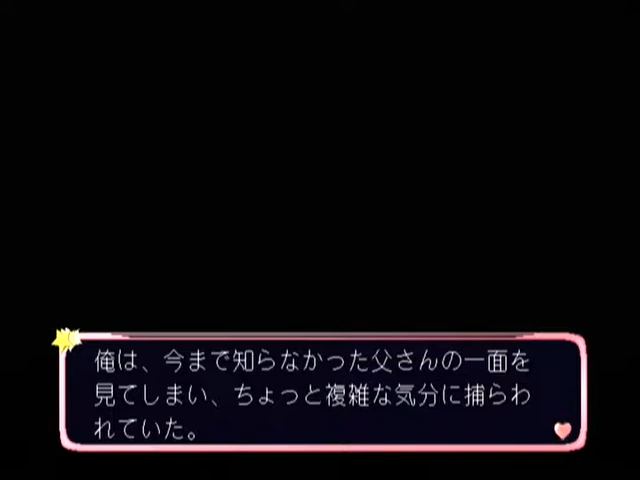 俺は、今まで知らなかった父さんの一面を
見てしまい、ちょっと複雑な気分に捕らわ
れていた。